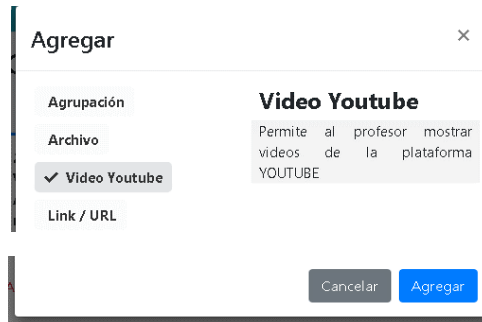 Agregar ×
Agrupación
Archivo
✓ Video Youtube
Link / URL
Video Youtube
Permite al profesor mostrar
videos de la plataforma
YOUTUBE
Cancelar Agregar